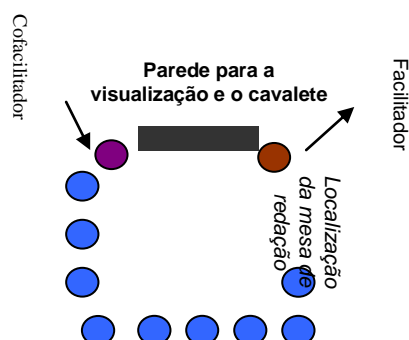 Cofacilitador
Parede para a
visualização e o cavalete
Facilitador
Localização
da mesa de
redação